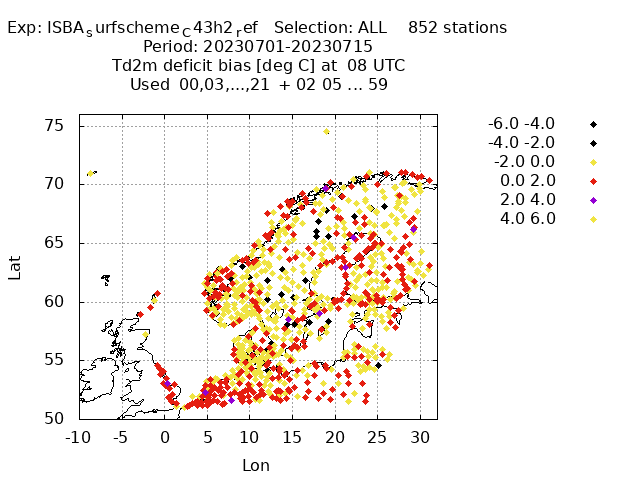 Exp: ISBAsurfschemeC43h2ref   Selection: ALL    852 stations
Period: 20230701-20230715
Td2m deficit bias [deg C] at  08 UTC
Used  00,03,...,21  + 02 05 ... 59
-6.0 -4.0
-4.0 -2.0
-2.0 0.0
0.0 2.0
2.0 4.0
4.0 6.0
75
70
65
60
55
50
Lat
-10 -5 0 5 10 15 20 25 30
Lon